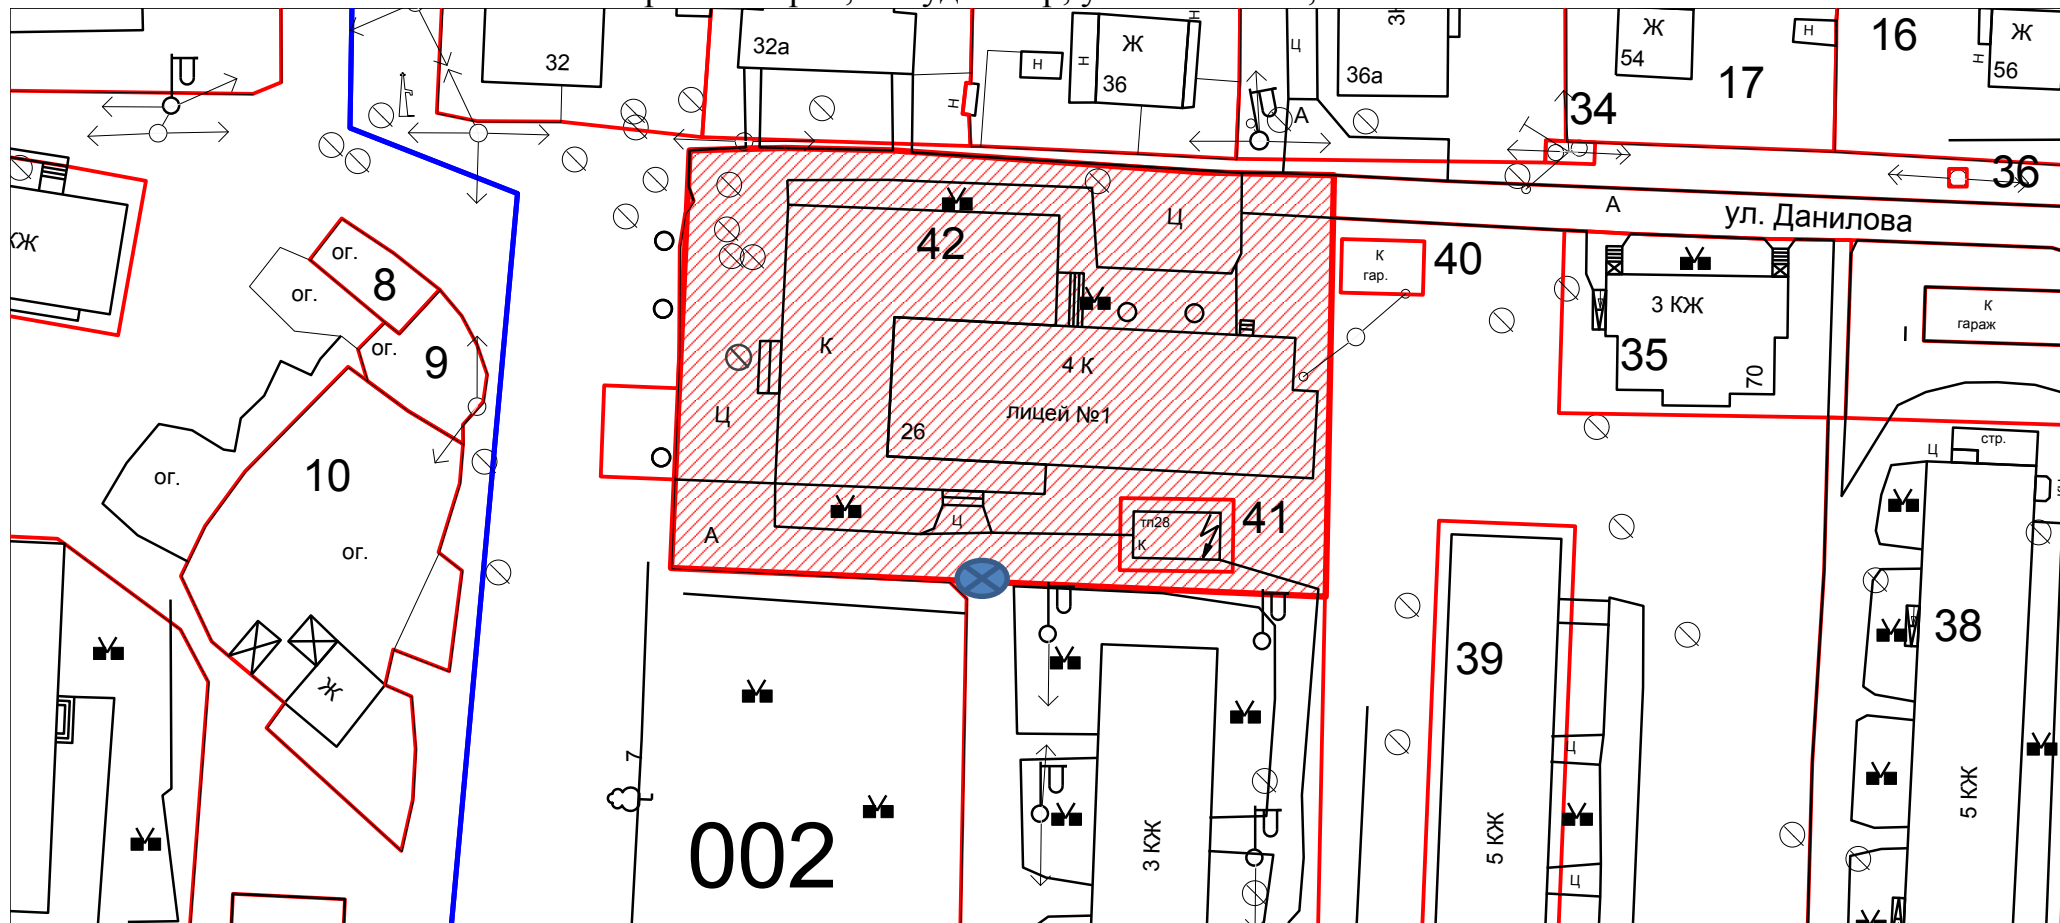 32
32а
Н
Н
Ж
36
Ц
36а
А
Ж
54
Н
17
16
Н
Ж
56
34
36
КЖ
ог.
8
ог.
ог.
9
10
ог.
ог.
Ж
42
Ц
К
4 К
лицей №1
26
Ц
А
Ц
тп28
К
41
К
гар.
40
А
ул. Данилова
3 КЖ
35
70
К
гараж
Ц
стр.
38
5 КЖ
39
5 КЖ
Ц
Ц
3 КЖ
7
002